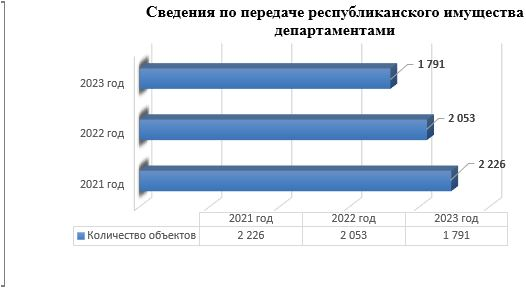 Сведения по передаче республиканского имущества
департаментами
2023 год
1 791
2022 год
2 053
2021 год
2 226
2021 год 2022 год 2023 год
Количество объектов 2 226 2 053 1 791